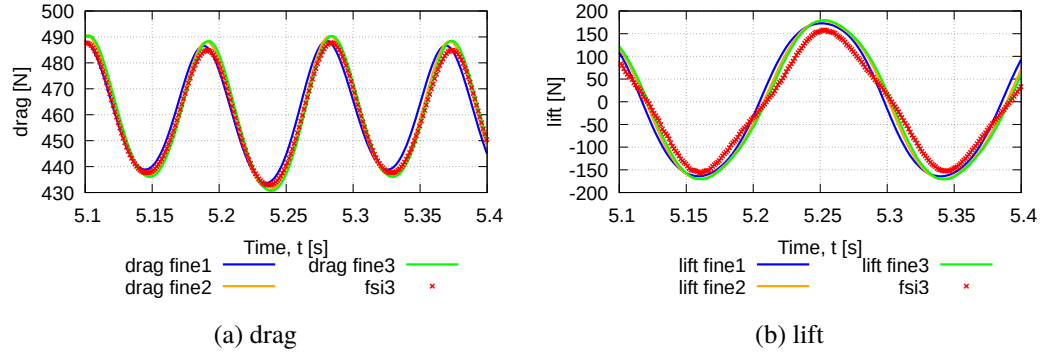 500
490
480
470
460
450
440
430
drag [N]
5.1 5.15 5.2 5.25 5.3 5.35 5.4
Time, t [s]
drag fine1 drag fine3
drag fine2 fsi3
(a) drag
200
150
100
50
0
-50
-100
-150
-200
lift [N]
5.1 5.15 5.2 5.25 5.3 5.35 5.4
Time, t [s]
lift fine1 lift fine3
lift fine2 fsi3
(b) lift